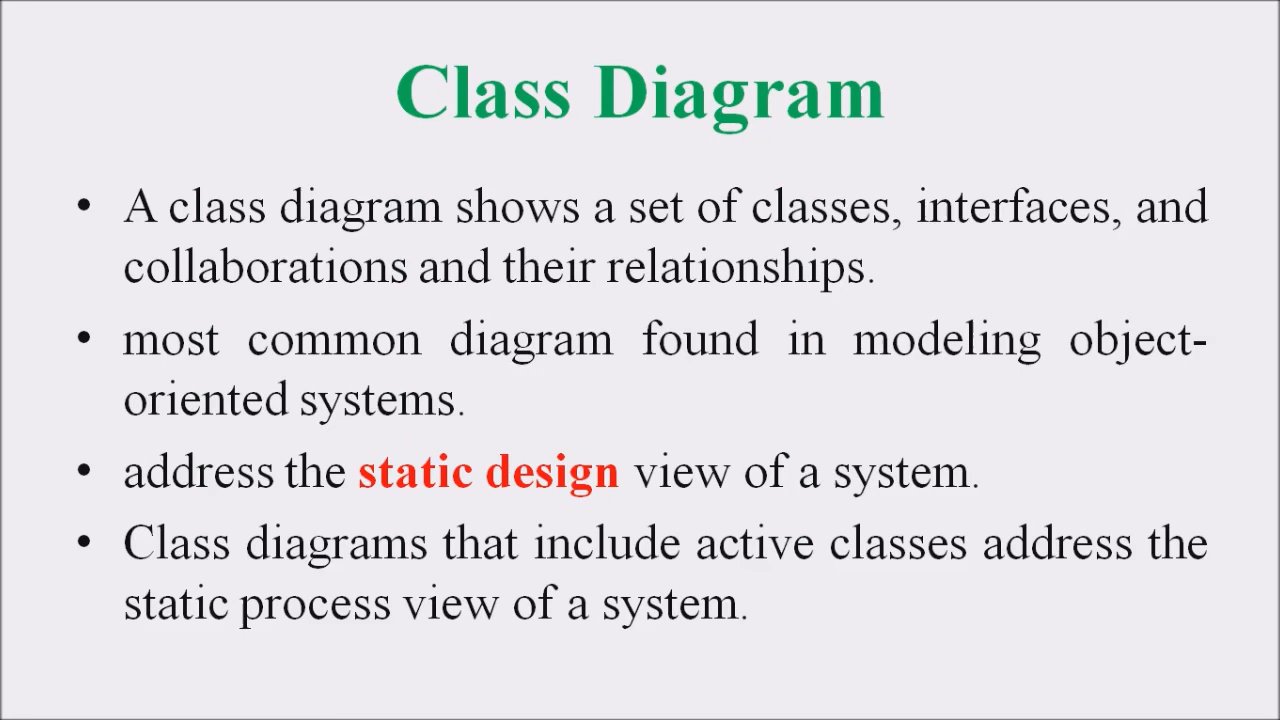 Class Diagram
• A class diagram shows a set of classes, interfaces, and
collaborations and their relationships.
• most common diagram found in modeling object-
oriented systems.
• address the static design view of a system.
• Class diagrams that include active classes address the
static process view of a system.